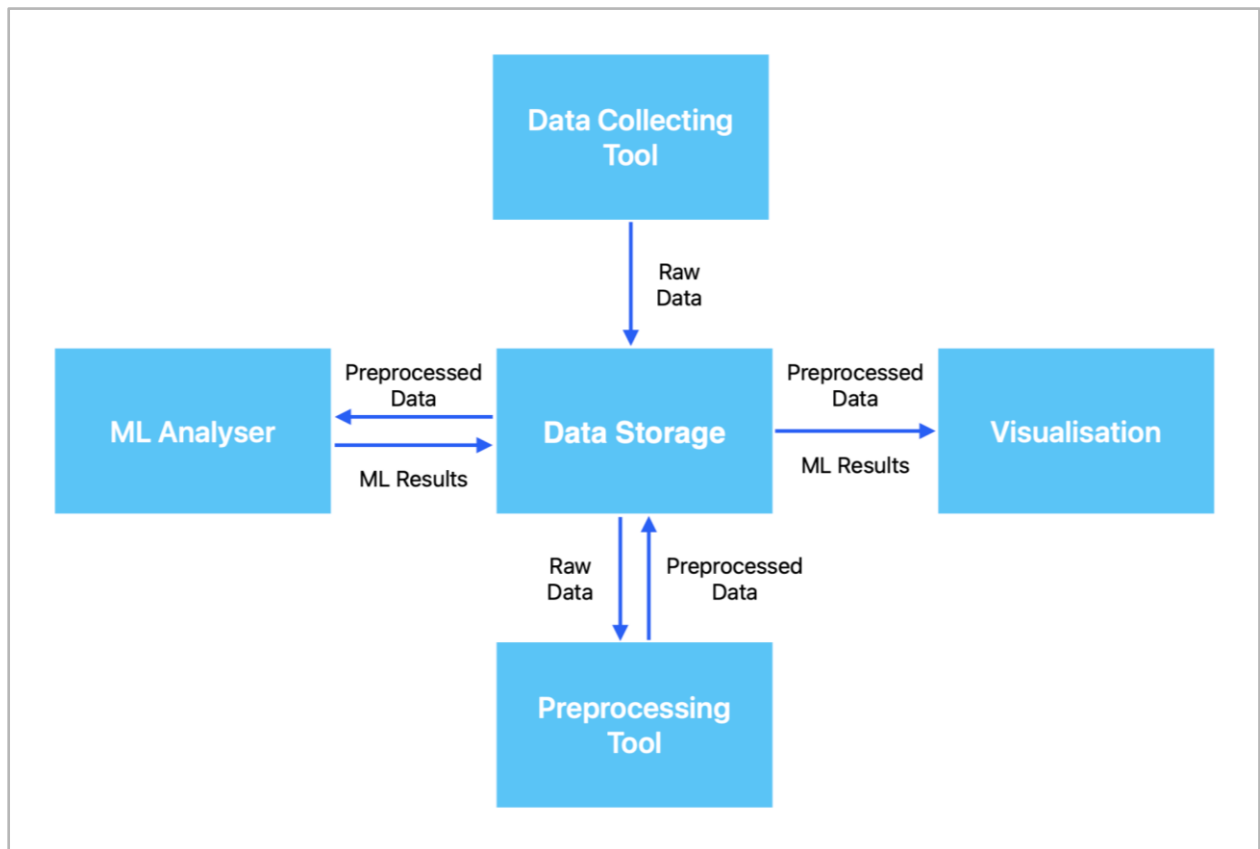 Data Collecting
Tool
Raw
Data
Preprocessed
Data
ML Analyser
ML Results
Data Storage
Preprocessed
Data
ML Results
Visualisation
Raw
Data
Preprocessed
Data
Preprocessing
Tool